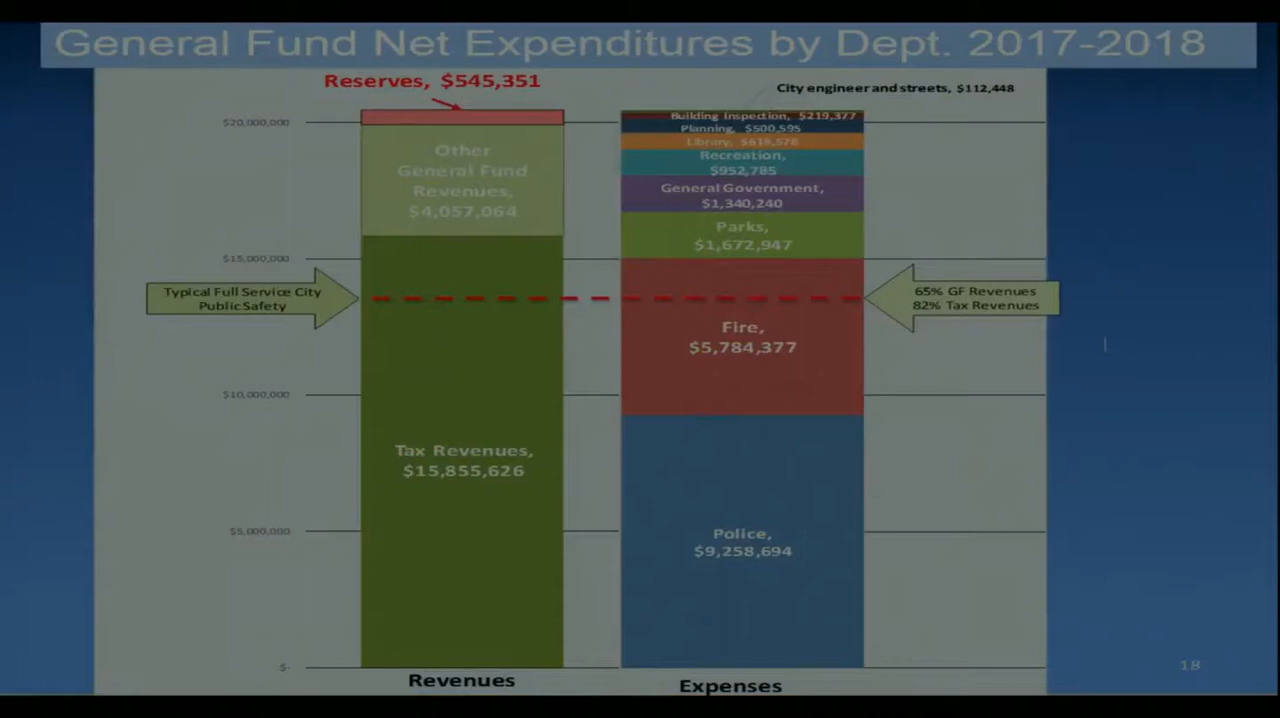 General Fund Net Expenditures by Dept. 2017-2018
Reserves, $545,351
City engineer and streets, $112,448
$20,000,000
$15,000,000
$10,000,000
$5,000,000
$-
Other
General Fund
Revenues,
$4,057,064
Tax Revenues,
$15,855,626
Building Inspection, $219,377
Planning, $500,595
Library,
Recreation,
$952,785
General Government,
$1,340,240
Parks,
$1,672,947
Fire,
$5,784,377
Police,
$9,258,694
Typical Full Service City
Public Safety
65% GF Revenues
82% Tax Revenues
Revenues
Expenses
18